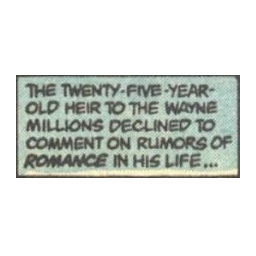 THE TWENTY-FIVE-YEAR-
OLD HEIR TO THE WAYNE
MILLIONS DECLINED TO
COMMENT ON RUMORS OF
ROMANCE IN HIS LIFE...